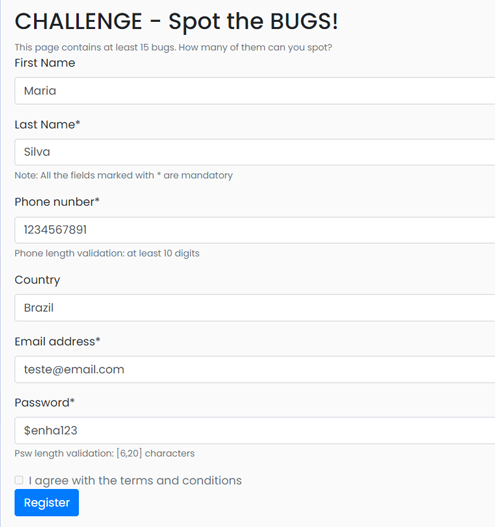 CHALLENGE - Spot the BUGS!
This page contains at least 15 bugs. How many of them can you spot?
First Name
Maria
Last Name*
Silva
Note: All the fields marked with * are mandatory
Phone nunber*
1234567891
Phone length validation: at least 10 digits
Country
Brazil
Email address*
teste@email.com
Password*
$enha123
Psw length validation: [6,20] characters
I agree with the terms and conditions
Register